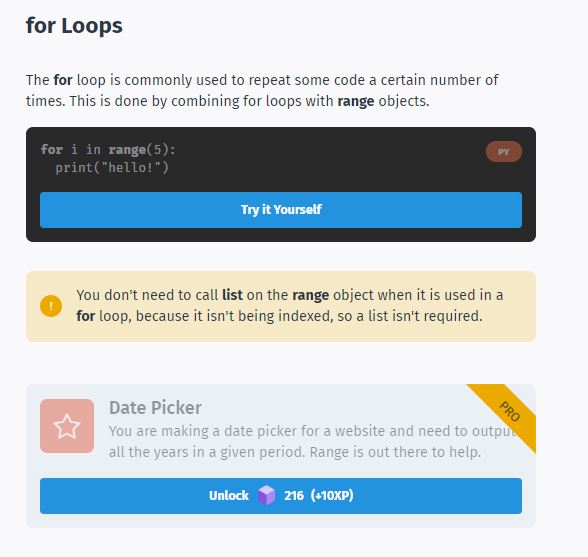 for Loops
The for loop is commonly used to repeat some code a certain number of
times. This is done by combining for loops with range objects.
for i in range(5):
PY
  print("hello!")
Try it Yourself
!
You don't need to call list on the range object when it is used in a
for loop, because it isn't being indexed, so a list isn't required.
Date Picker
PRO
You are making a date picker for a website and need to output
all the years in a given period. Range is out there to help.
Unlock 216 (+10XP)